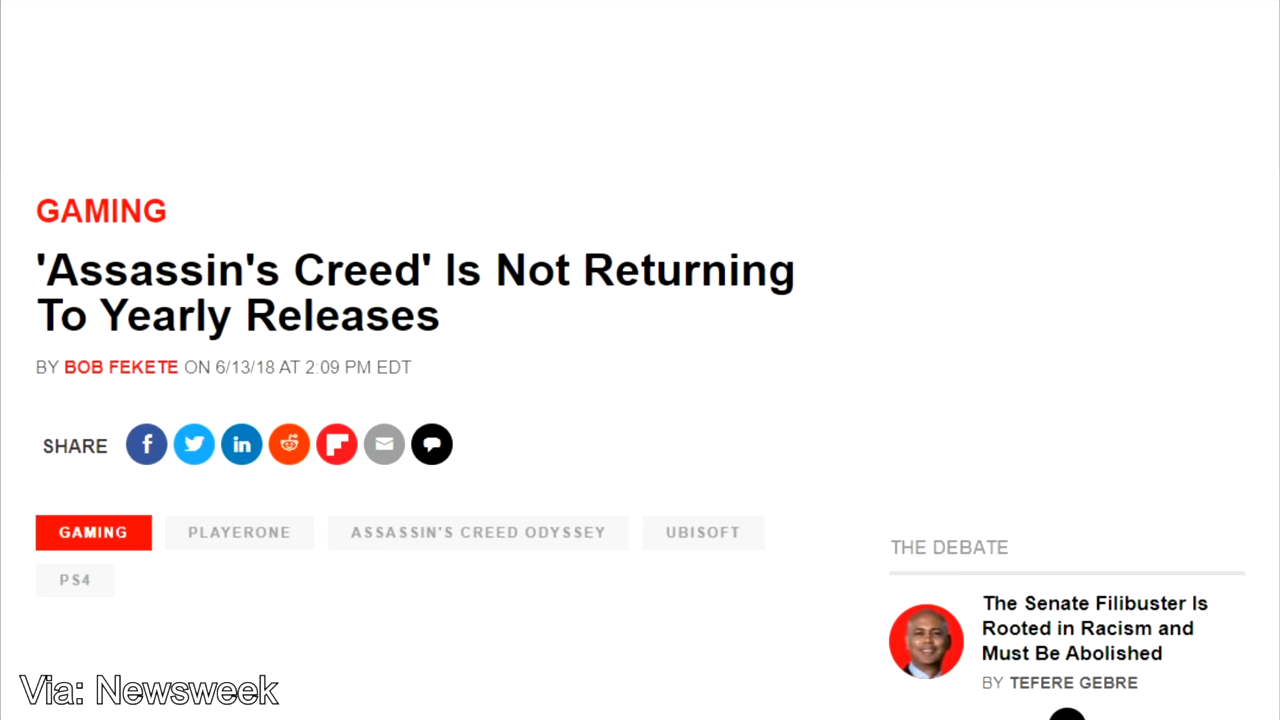 GAMING
'Assassin's Creed' Is Not Returning
To Yearly Releases
BY BOB FEKETE ON 6/13/18 AT 2:09 PM EDT
SHARE
GAMING PLAYERONE ASSASSIN'S CREED ODYSSEY UBISOFT
PS4
THE DEBATE
The Senate Filibuster Is
Rooted in Racism and
Must Be Abolished
BY TEFERE GEBRE
Via: Newsweek